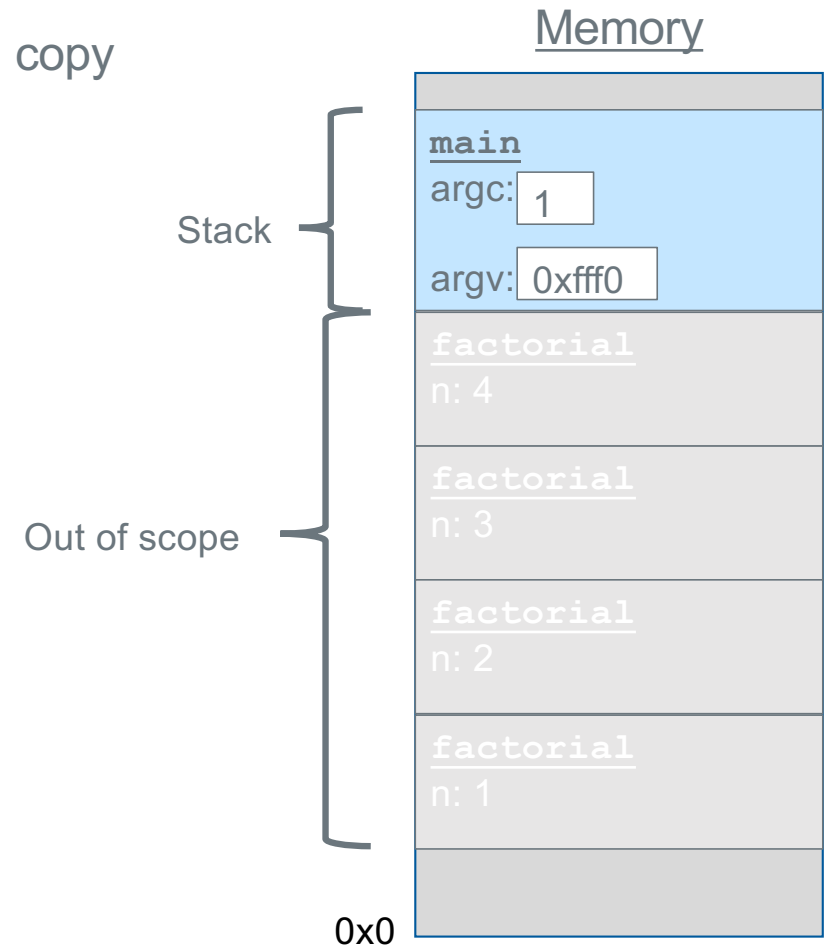 Memory
copy
main
argc: 1
Stack
argv: 0xfff0
factorial
n: 4
factorial
n: 3
Out of scope
factorial
n: 2
factorial
n: 1
0x0